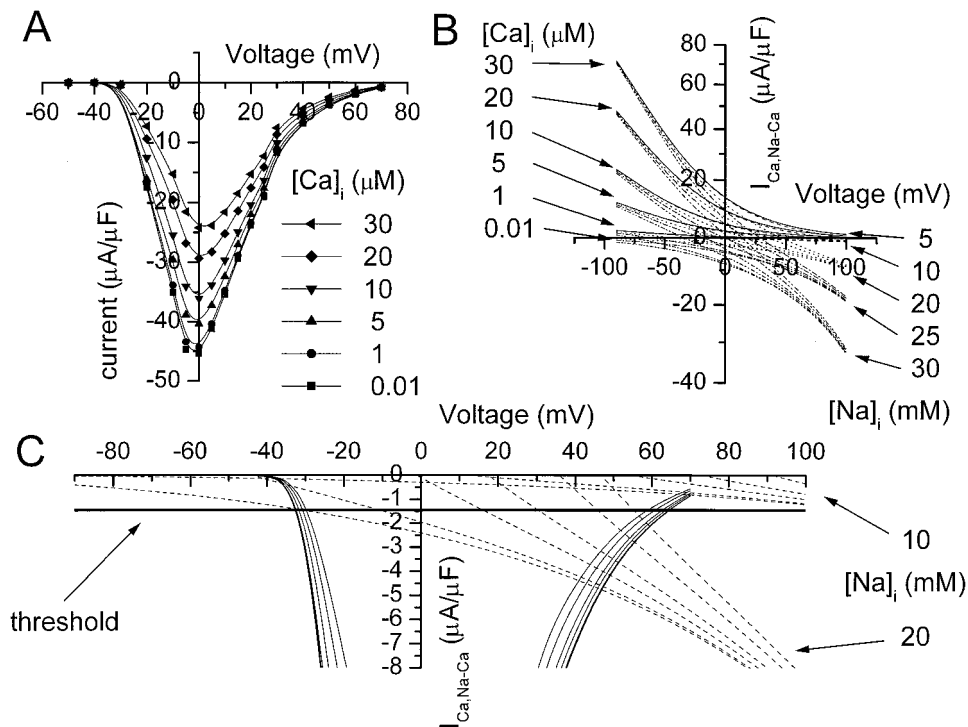 A
Voltage (mV)
-60 -40 -20 0 20 40 60 80
-10
-20
-30
-40
-50
current (µA/µF)
[Ca]i (µM)
30
20
10
5
1
0.01
B
[Ca]i (µM)
30
20
10
5
1
0.01
80
60
40
20
0
-20
-40
ICa,Na-Ca (µA/µF)
Voltage (mV)
-100 -50 0 50 100
5
10
20
25
30
[Na]i (mM)
C
Voltage (mV)
-80 -60 -40 -20 0 20 40 60 80 100
0
-1
-2
-3
-4
-5
-6
-7
-8
ICa,Na-Ca (µA/µF)
threshold
10
[Na]i (mM)
20